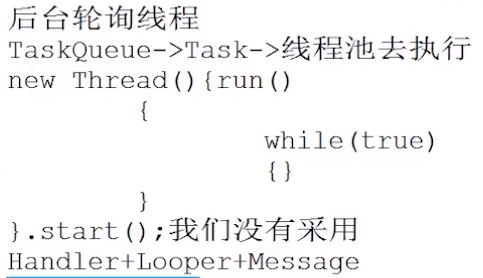 后台轮询线程
TaskQueue->Task->线程池去执行
new Thread(){run()
{
while(true)
{}
}
}.start();我们没有采用
Handler+Looper+Message